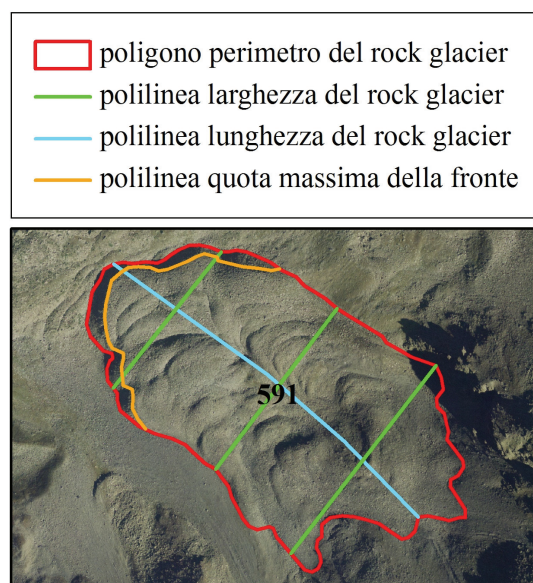 poligono perimetro del rock glacier
polilinea larghezza del rock glacier
polilinea lunghezza del rock glacier
polilinea quota massima della fronte
591